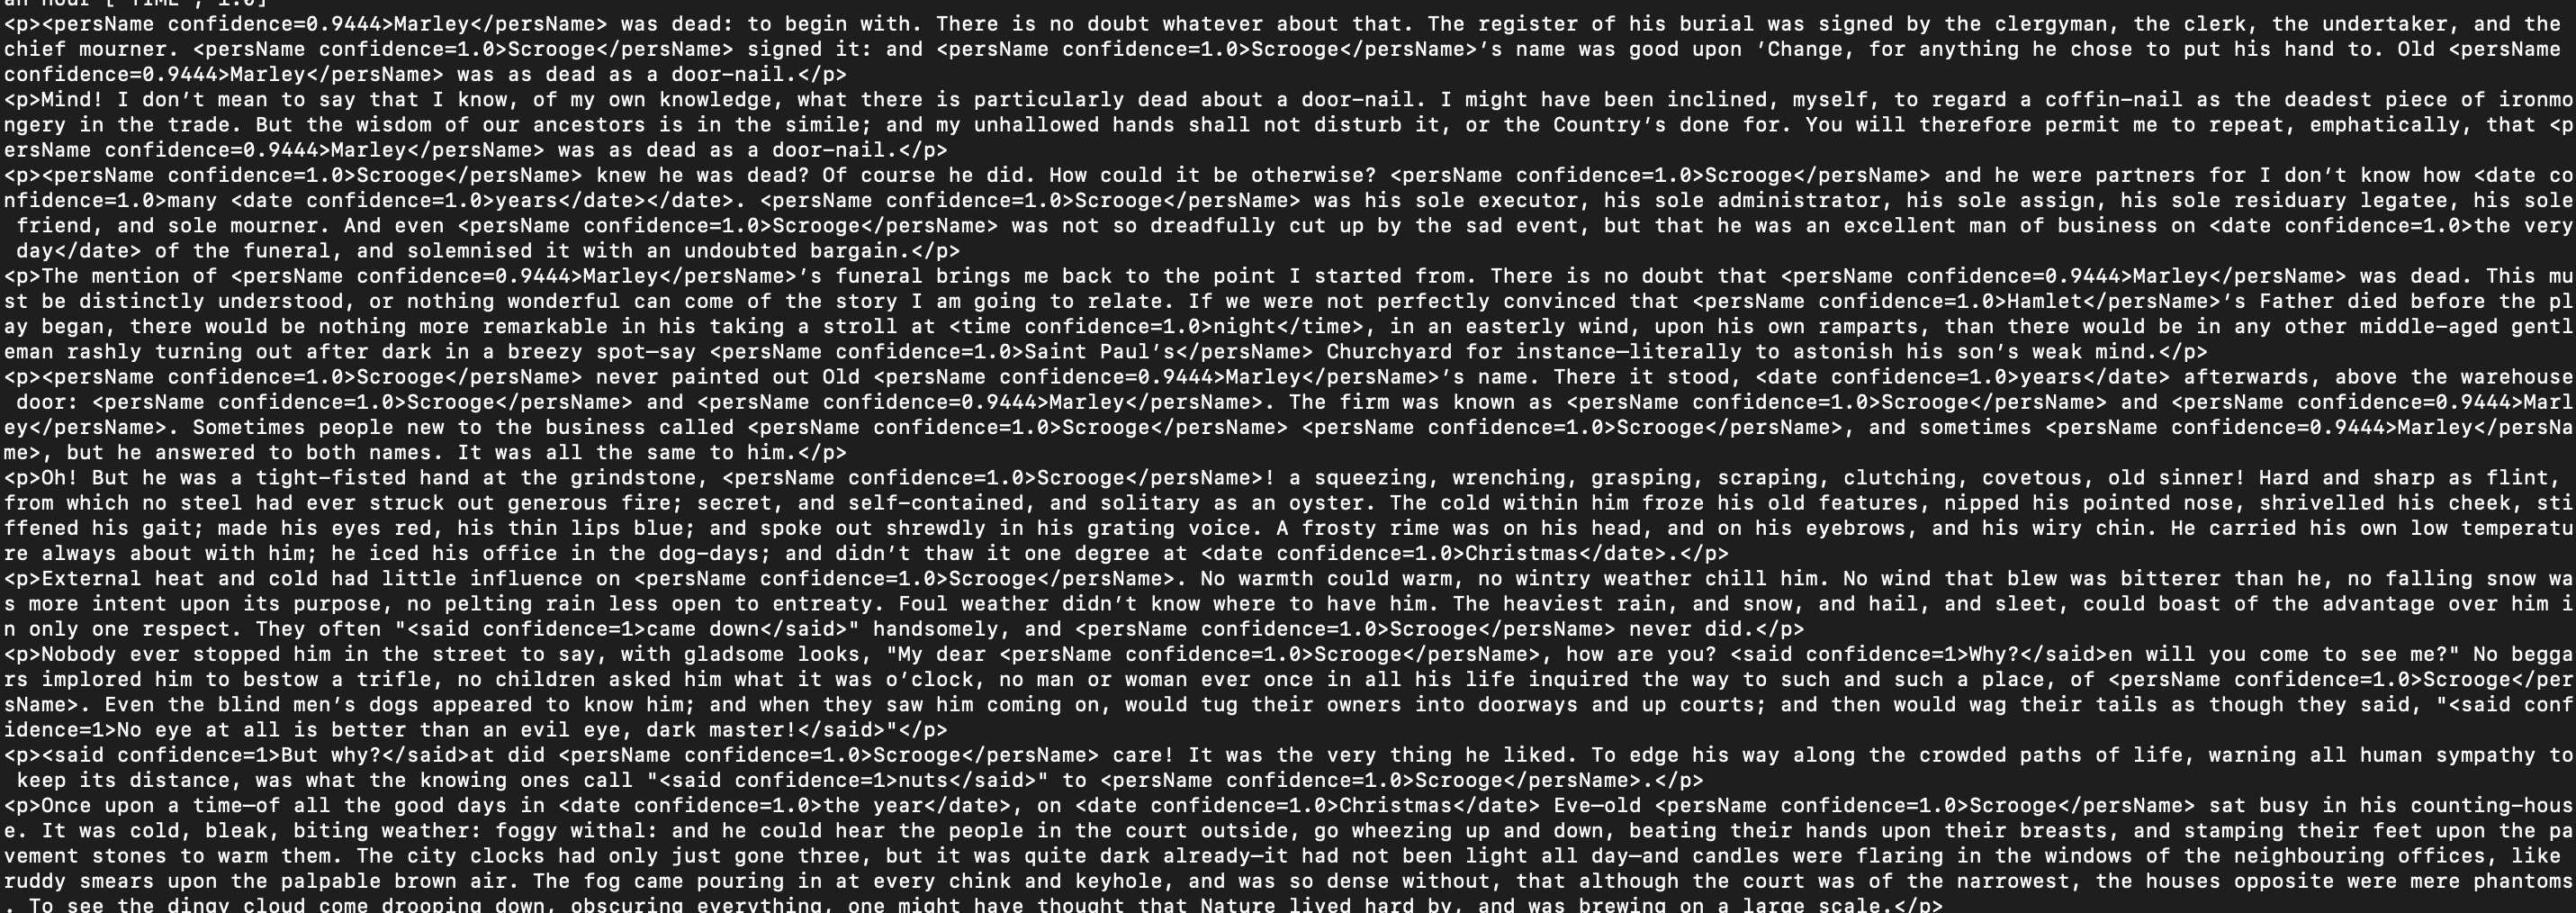 an hour ['TIME', 1.0]
<p><persName confidence=0.9444>Marley</persName> was dead: to begin with. There is no doubt whatever about that. The register of his burial was signed by the clergyman, the clerk, the undertaker, and the
chief mourner. <persName confidence=1.0>Scrooge</persName> signed it: and <persName confidence=1.0>Scrooge</persName>’s name was good upon ’Change, for anything he chose to put his hand to. Old <persName
confidence=0.9444>Marley</persName> was as dead as a door-nail.</p>
<p>Mind! I don’t mean to say that I know, of my own knowledge, what there is particularly dead about a door-nail. I might have been inclined, myself, to regard a coffin-nail as the deadest piece of ironmo
ngery in the trade. But the wisdom of our ancestors is in the simile; and my unhallowed hands shall not disturb it, or the Country’s done for. You will therefore permit me to repeat, emphatically, that <p
ersName confidence=0.9444>Marley</persName> was as dead as a door-nail.</p>
<p><persName confidence=1.0>Scrooge</persName> knew he was dead? Of course he did. How could it be otherwise? <persName confidence=1.0>Scrooge</persName> and he were partners for I don’t know how <date co
nfidence=1.0>many <date confidence=1.0>years</date></date>. <persName confidence=1.0>Scrooge</persName> was his sole executor, his sole administrator, his sole assign, his sole residuary legatee, his sole
friend, and sole mourner. And even <persName confidence=1.0>Scrooge</persName> was not so dreadfully cut up by the sad event, but that he was an excellent man of business on <date confidence=1.0>the very
day</date> of the funeral, and solemnised it with an undoubted bargain.</p>
<p>The mention of <persName confidence=0.9444>Marley</persName>’s funeral brings me back to the point I started from. There is no doubt that <persName confidence=0.9444>Marley</persName> was dead. This mu
st be distinctly understood, or nothing wonderful can come of the story I am going to relate. If we were not perfectly convinced that <persName confidence=1.0>Hamlet</persName>’s Father died before the pl
ay began, there would be nothing more remarkable in his taking a stroll at <time confidence=1.0>night</time>, in an easterly wind, upon his own ramparts, than there would be in any other middle-aged gentl
eman rashly turning out after dark in a breezy spot—say <persName confidence=1.0>Saint Paul’s</persName> Churchyard for instance—literally to astonish his son’s weak mind.</p>
<p><persName confidence=1.0>Scrooge</persName> never painted out Old <persName confidence=0.9444>Marley</persName>’s name. There it stood, <date confidence=1.0>years</date> afterwards, above the warehouse
door: <persName confidence=1.0>Scrooge</persName> and <persName confidence=0.9444>Marley</persName>. The firm was known as <persName confidence=1.0>Scrooge</persName> and <persName confidence=0.9444>Marl
ey</persName>. Sometimes people new to the business called <persName confidence=1.0>Scrooge</persName> <persName confidence=1.0>Scrooge</persName>, and sometimes <persName confidence=0.9444>Marley</persNa
me>, but he answered to both names. It was all the same to him.</p>
<p>Oh! But he was a tight-fisted hand at the grindstone, <persName confidence=1.0>Scrooge</persName>! a squeezing, wrenching, grasping, scraping, clutching, covetous, old sinner! Hard and sharp as flint,
from which no steel had ever struck out generous fire; secret, and self-contained, and solitary as an oyster. The cold within him froze his old features, nipped his pointed nose, shrivelled his cheek, sti
ffened his gait; made his eyes red, his thin lips blue; and spoke out shrewdly in his grating voice. A frosty rime was on his head, and on his eyebrows, and his wiry chin. He carried his own low temperatu
re always about with him; he iced his office in the dog-days; and didn’t thaw it one degree at <date confidence=1.0>Christmas</date>.</p>
<p>External heat and cold had little influence on <persName confidence=1.0>Scrooge</persName>. No warmth could warm, no wintry weather chill him. No wind that blew was bitterer than he, no falling snow wa
s more intent upon its purpose, no pelting rain less open to entreaty. Foul weather didn’t know where to have him. The heaviest rain, and snow, and hail, and sleet, could boast of the advantage over him i
n only one respect. They often "<said confidence=1>came down</said>" handsomely, and <persName confidence=1.0>Scrooge</persName> never did.</p>
<p>Nobody ever stopped him in the street to say, with gladsome looks, "My dear <persName confidence=1.0>Scrooge</persName>, how are you? <said confidence=1>Why?</said>en will you come to see me?" No begga
rs implored him to bestow a trifle, no children asked him what it was o’clock, no man or woman ever once in all his life inquired the way to such and such a place, of <persName confidence=1.0>Scrooge</per
sName>. Even the blind men’s dogs appeared to know him; and when they saw him coming on, would tug their owners into doorways and up courts; and then would wag their tails as though they said, "<said conf
idence=1>No eye at all is better than an evil eye, dark master!</said>"</p>
<p><said confidence=1>But why?</said>at did <persName confidence=1.0>Scrooge</persName> care! It was the very thing he liked. To edge his way along the crowded paths of life, warning all human sympathy to
keep its distance, was what the knowing ones call "<said confidence=1>nuts</said>" to <persName confidence=1.0>Scrooge</persName>.</p>
<p>Once upon a time—of all the good days in <date confidence=1.0>the year</date>, on <date confidence=1.0>Christmas</date> Eve—old <persName confidence=1.0>Scrooge</persName> sat busy in his counting-hous
e. It was cold, bleak, biting weather: foggy withal: and he could hear the people in the court outside, go wheezing up and down, beating their hands upon their breasts, and stamping their feet upon the pa
vement stones to warm them. The city clocks had only just gone three, but it was quite dark already—it had not been light all day—and candles were flaring in the windows of the neighbouring offices, like
ruddy smears upon the palpable brown air. The fog came pouring in at every chink and keyhole, and was so dense without, that although the court was of the narrowest, the houses opposite were mere phantoms
. To see the dingy cloud come drooping down, obscuring everything, one might have thought that Nature lived hard by, and was brewing on a large scale.</p>